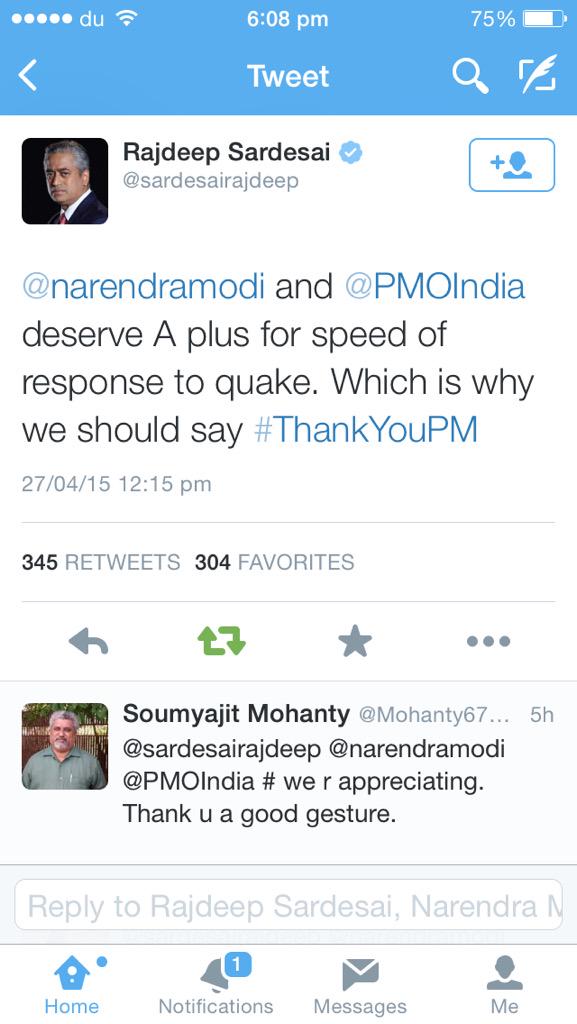 du 6:08 pm 75%
Tweet
Rajdeep Sardesai
@sardesairajdeep
@narendramodi and @PMOIndia
deserve A plus for speed of
response to quake. Which is why
we should say #ThankYouPM
27/04/15 12:15 pm
345 RETWEETS 304 FAVORITES
Soumyajit Mohanty @Mohanty67... 5h
@sardesairajdeep @narendramodi
@PMOIndia # we r appreciating.
Thank u a good gesture.
Reply to Rajdeep Sardesai, Narendra M
1
Home Notifications Messages Me